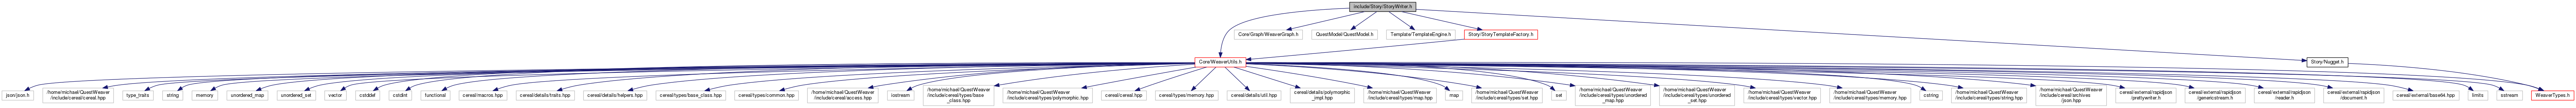 include/Story/StoryWriter.h
Core/Graph/WeaverGraph.h
QuestModel/QuestModel.h
Template/TemplateEngine.h
Story/StoryTemplateFactory.h
Core/WeaverUtils.h
Story/Nugget.h
json/json.h
/home/michael/QuestWeaver
/include/cereal/cereal.hpp
type_traits
string
memory
unordered_map
unordered_set
vector
cstddef
cstdint
functional
cereal/macros.hpp
cereal/details/traits.hpp
cereal/details/helpers.hpp
cereal/types/base_class.hpp
cereal/types/common.hpp
/home/michael/QuestWeaver
/include/cereal/access.hpp
iostream
/home/michael/QuestWeaver
/include/cereal/types/base
_class.hpp
/home/michael/QuestWeaver
/include/cereal/types/polymorphic.hpp
cereal/cereal.hpp
cereal/types/memory.hpp
cereal/details/util.hpp
cereal/details/polymorphic
_impl.hpp
/home/michael/QuestWeaver
/include/cereal/types/map.hpp
map
/home/michael/QuestWeaver
/include/cereal/types/set.hpp
set
/home/michael/QuestWeaver
/include/cereal/types/unordered
_map.hpp
/home/michael/QuestWeaver
/include/cereal/types/unordered
_set.hpp
/home/michael/QuestWeaver
/include/cereal/types/vector.hpp
/home/michael/QuestWeaver
/include/cereal/types/memory.hpp
cstring
/home/michael/QuestWeaver
/include/cereal/types/string.hpp
/home/michael/QuestWeaver
/include/cereal/archives
/json.hpp
cereal/external/rapidjson
/prettywriter.h
cereal/external/rapidjson
/genericstream.h
cereal/external/rapidjson
/reader.h
cereal/external/rapidjson
/document.h
cereal/external/base64.hpp
limits
sstream
WeaverTypes.h